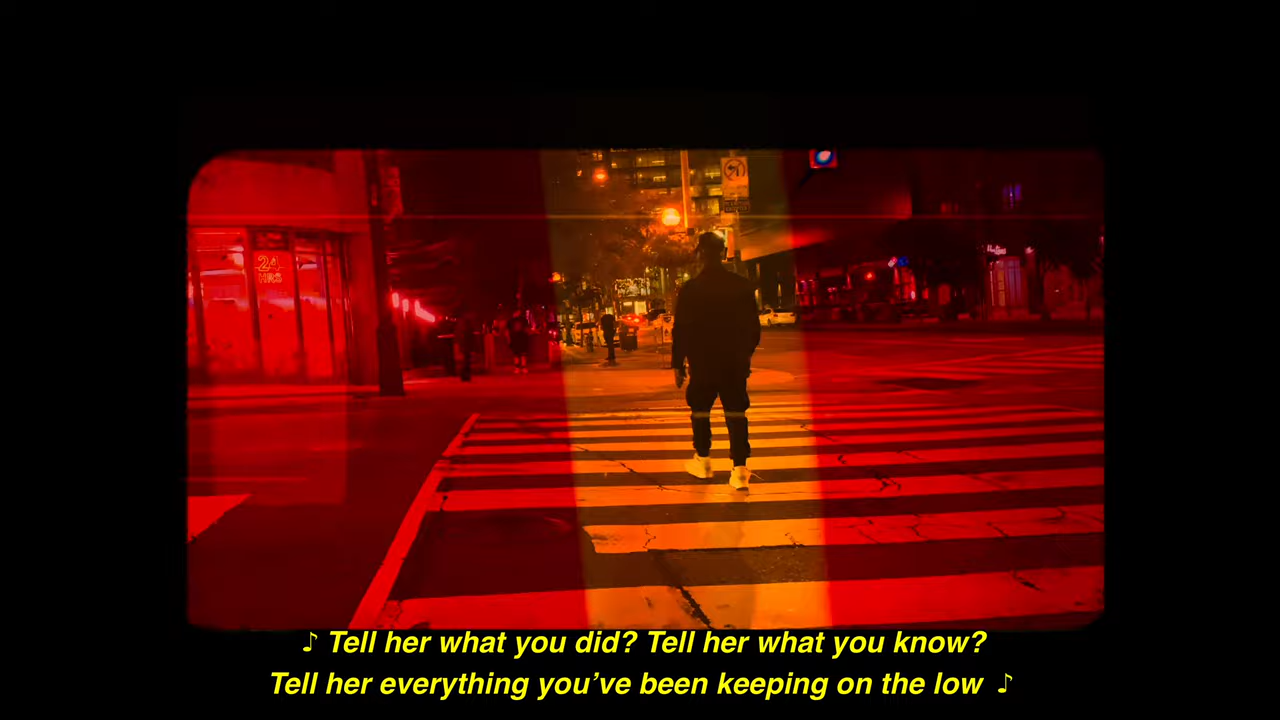 24
HRS
♪ Tell her what you did? Tell her what you know?
Tell her everything you’ve been keeping on the low ♪